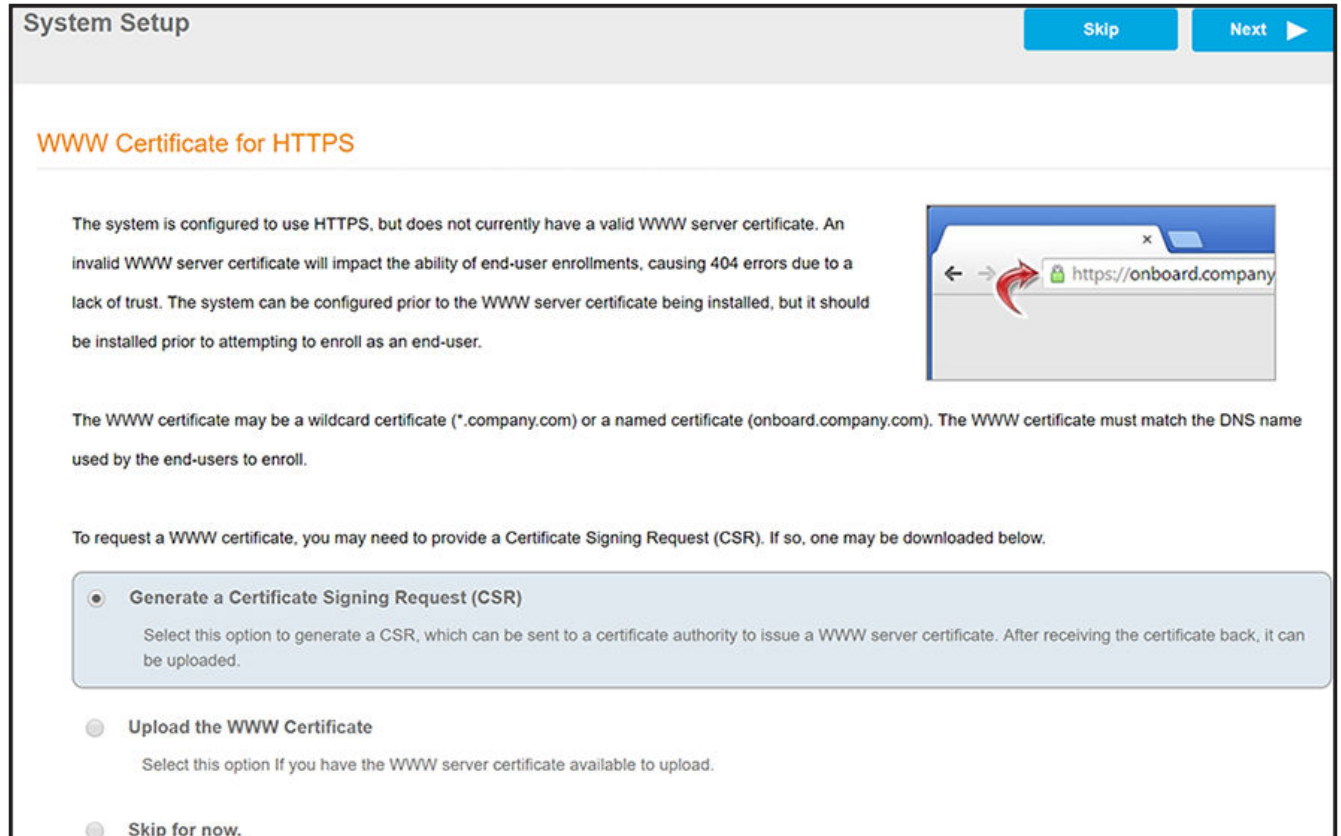 System Setup
Skip
Next
WWW Certificate for HTTPS
The system is configured to use HTTPS, but does not currently have a valid WWW server certificate. An
invalid WWW server certificate will impact the ability of end-user enrollments, causing 404 errors due to a
lack of trust. The system can be configured prior to the WWW server certificate being installed, but it should
be installed prior to attempting to enroll as an end-user.
https://onboard.company
The WWW certificate may be a wildcard certificate (*.company.com) or a named certificate (onboard.company.com). The WWW certificate must match the DNS name
used by the end-users to enroll.
To request a WWW certificate, you may need to provide a Certificate Signing Request (CSR). If so, one may be downloaded below.
Generate a Certificate Signing Request (CSR)
Select this option to generate a CSR, which can be sent to a certificate authority to issue a WWW server certificate. After receiving the certificate back, it can
be uploaded.
Upload the WWW Certificate
Select this option If you have the WWW server certificate available to upload.
Skip for now.